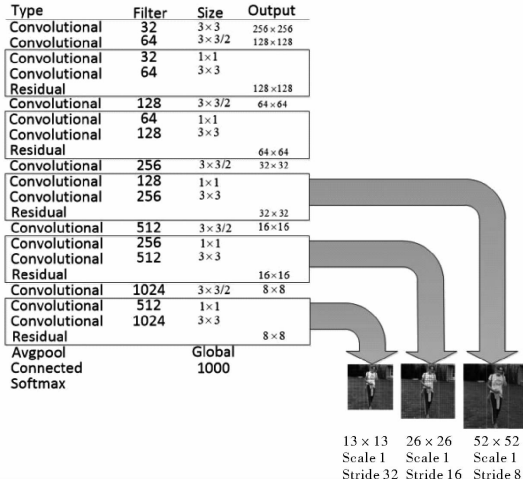 Type Filter Size Output
Convolutional 32 3×3 256×256
Convolutional 64 3×3/2 128×128
Convolutional 32 1×1
Convolutional 64 3×3
Residual 128×128
Convolutional 128 3×3/2 64×64
Convolutional 64 1×1
Convolutional 128 3×3
Residual 64×64
Convolutional 256 3×3/2 32×32
Convolutional 128 1×1
Convolutional 256 3×3
Residual 32×32
Convolutional 512 3×3/2 16×16
Convolutional 256 1×1
Convolutional 512 3×3
Residual 16×16
Convolutional 1024 3×3/2 8×8
Convolutional 512 1×1
Convolutional 1024 3×3
Residual 8×8
Avgpool Global
Connected 1000
Softmax
13 × 13 26 × 26 52 × 52
Scale 1 Scale 1 Scale 1
Stride 32 Stride 16 Stride 8